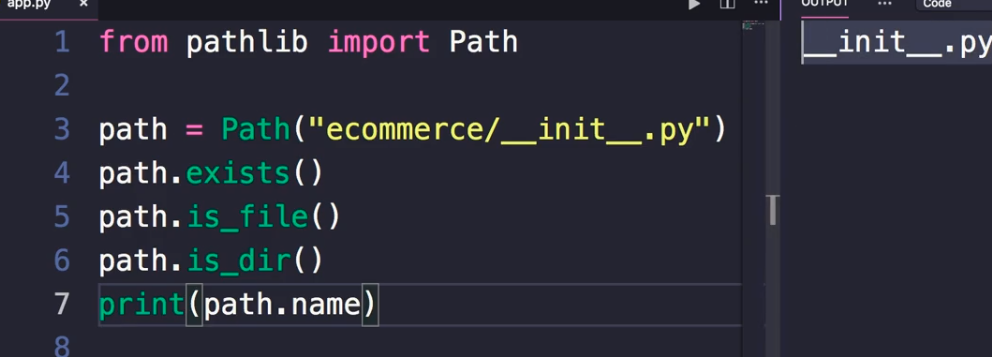 app.py
OUTPUT
Code
1 from pathlib import Path
2
3 path = Path("ecommerce/__init__.py")
4 path.exists()
5 path.is_file()
6 path.is_dir()
7 print(path.name)
8
__init__.py